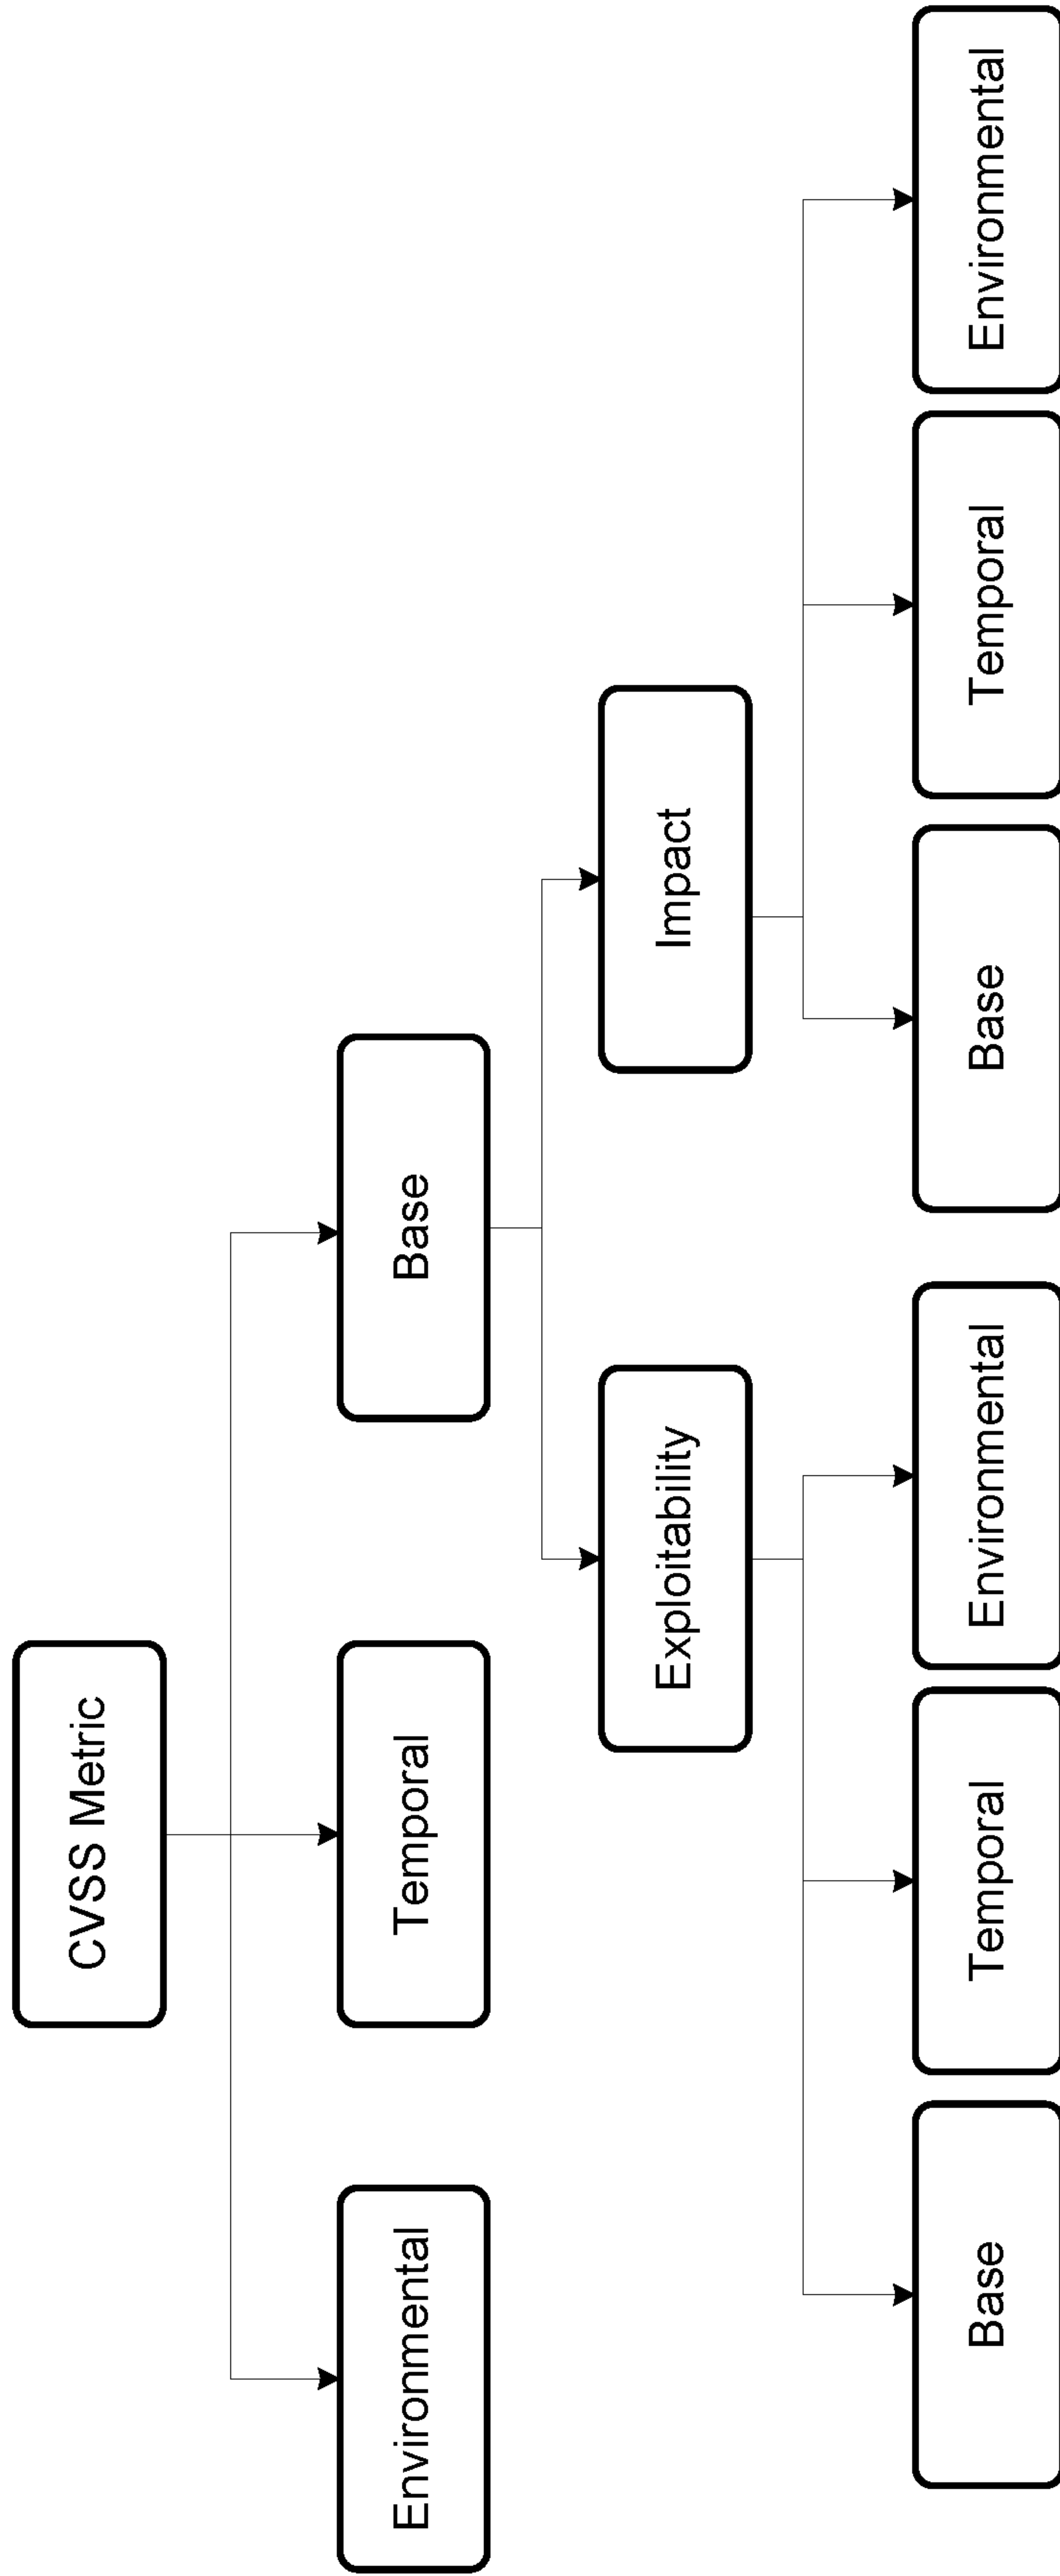 CVSS Metric
Environmental
Temporal
Base
Exploitability
Impact
Base
Temporal
Environmental
Base
Temporal
Environmental